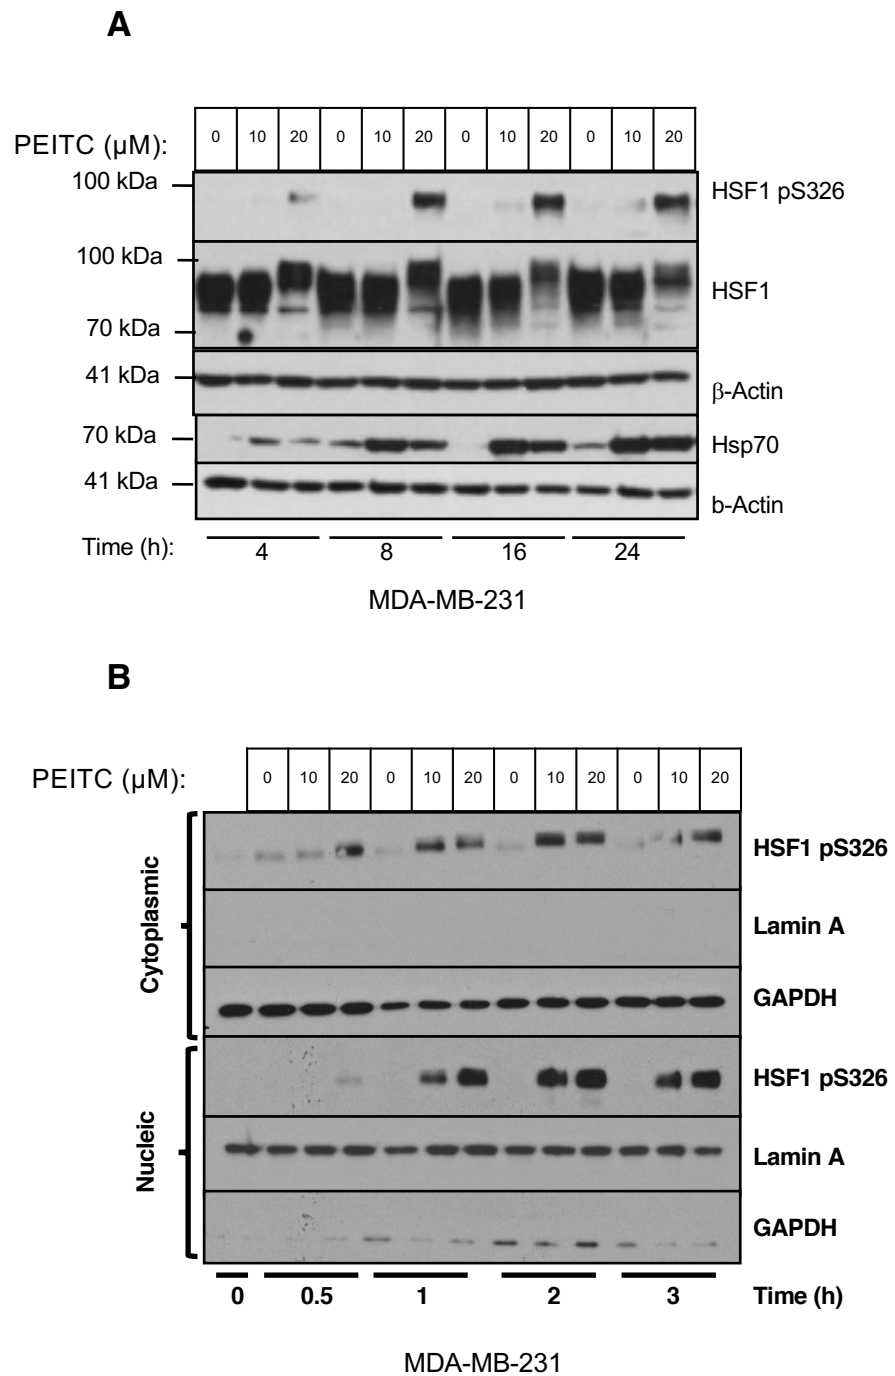 A
PEITC (µM): 0 10 20 0 10 20 0 10 20 0 10 20
100 kDa HSF1 pS326
100 kDa
HSF1
70 kDa
41 kDa β-Actin
70 kDa Hsp70
41 kDa b-Actin
Time (h): 4 8 16 24
MDA-MB-231
B
PEITC (µM): 0 10 20 0 10 20 0 10 20 0 10 20
Cytoplasmic
HSF1 pS326
Lamin A
GAPDH
Nucleic
HSF1 pS326
Lamin A
GAPDH
0 0.5 1 2 3 Time (h)
MDA-MB-231